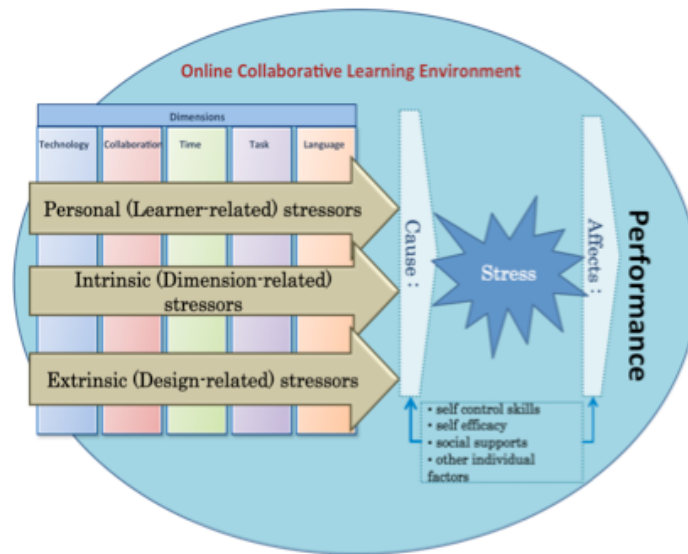 Online Collaborative Learning Environment
Dimensions
Technology
Collaboration
Time
Task
Language
Personal (Learner-related) stressors
Intrinsic (Dimension-related)
stressors
Extrinsic (Design-related) stressors
Cause :
Stress
Affects :
Performance
• self control skills
• self efficacy
• social supports
• other individual
factors